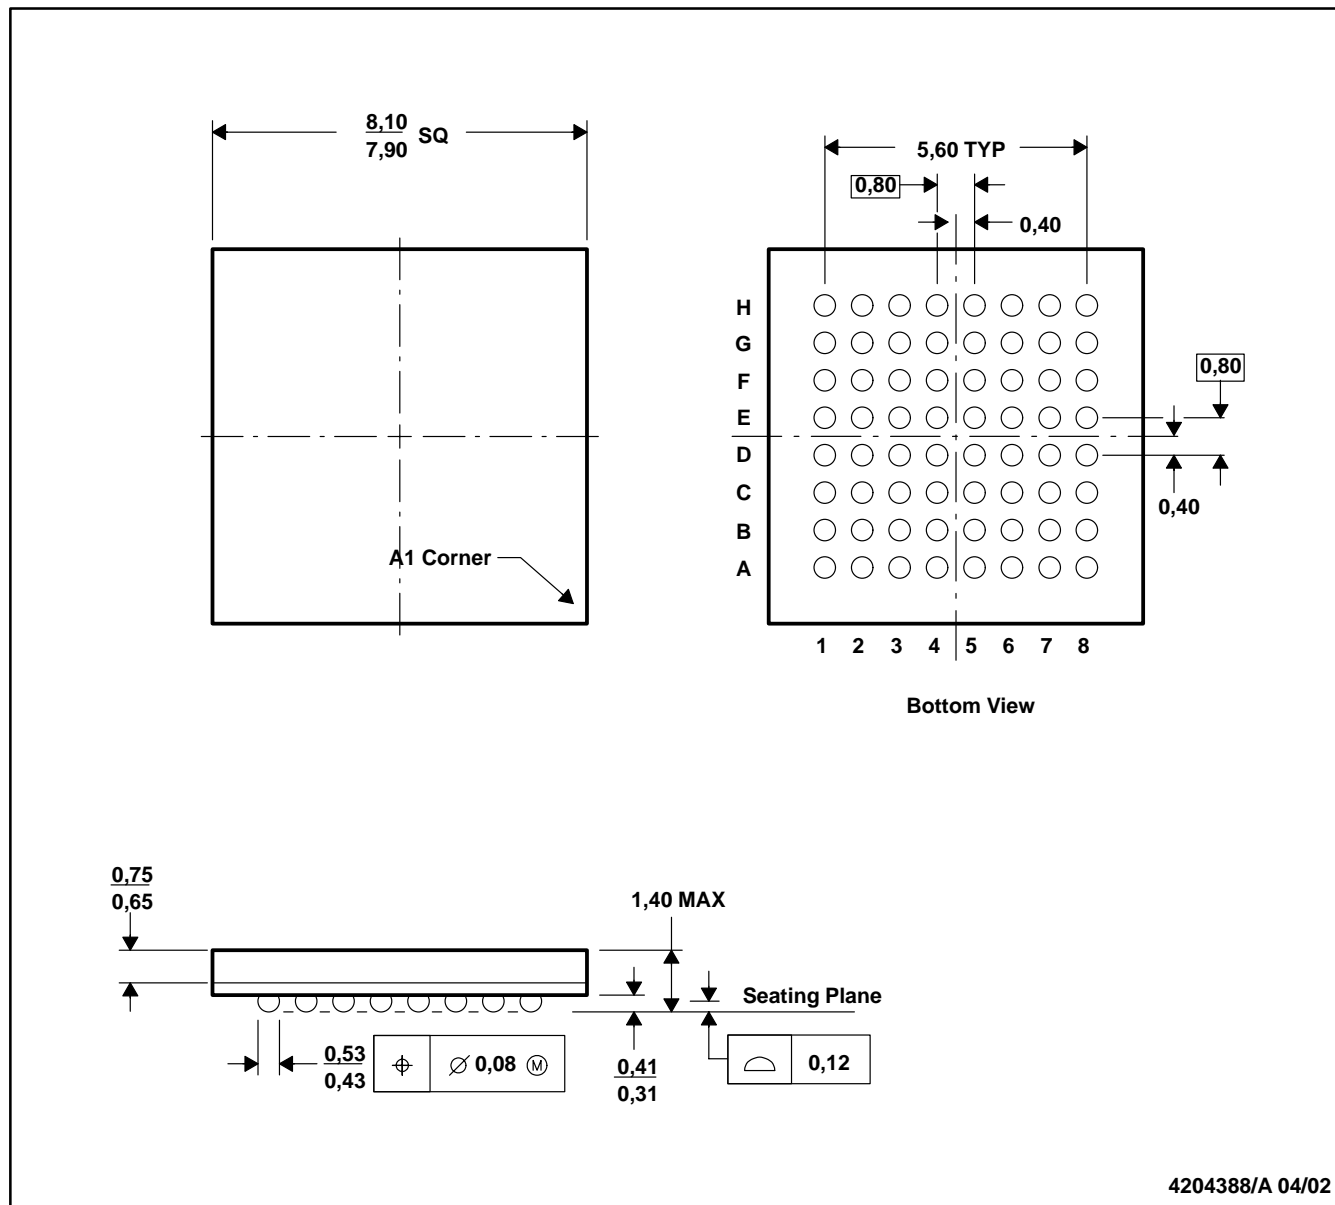 8,10
7,90
SQ
5,60 TYP
0,80
0,40
H
G
F
E
D
C
B
A
0,80
0,40
A1 Corner
1 2 3 4 5 6 7 8
Bottom View
0,75
0,65
1,40 MAX
Seating Plane
0,53
0,43
⌖ ∅ 0,08 Ⓜ
0,41
0,31
⌓ 0,12
4204388/A 04/02